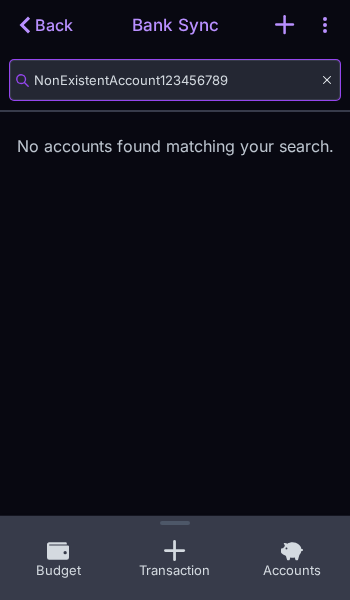 Back
Bank Sync
NonExistentAccount123456789
No accounts found matching your search.
Budget
Transaction
Accounts